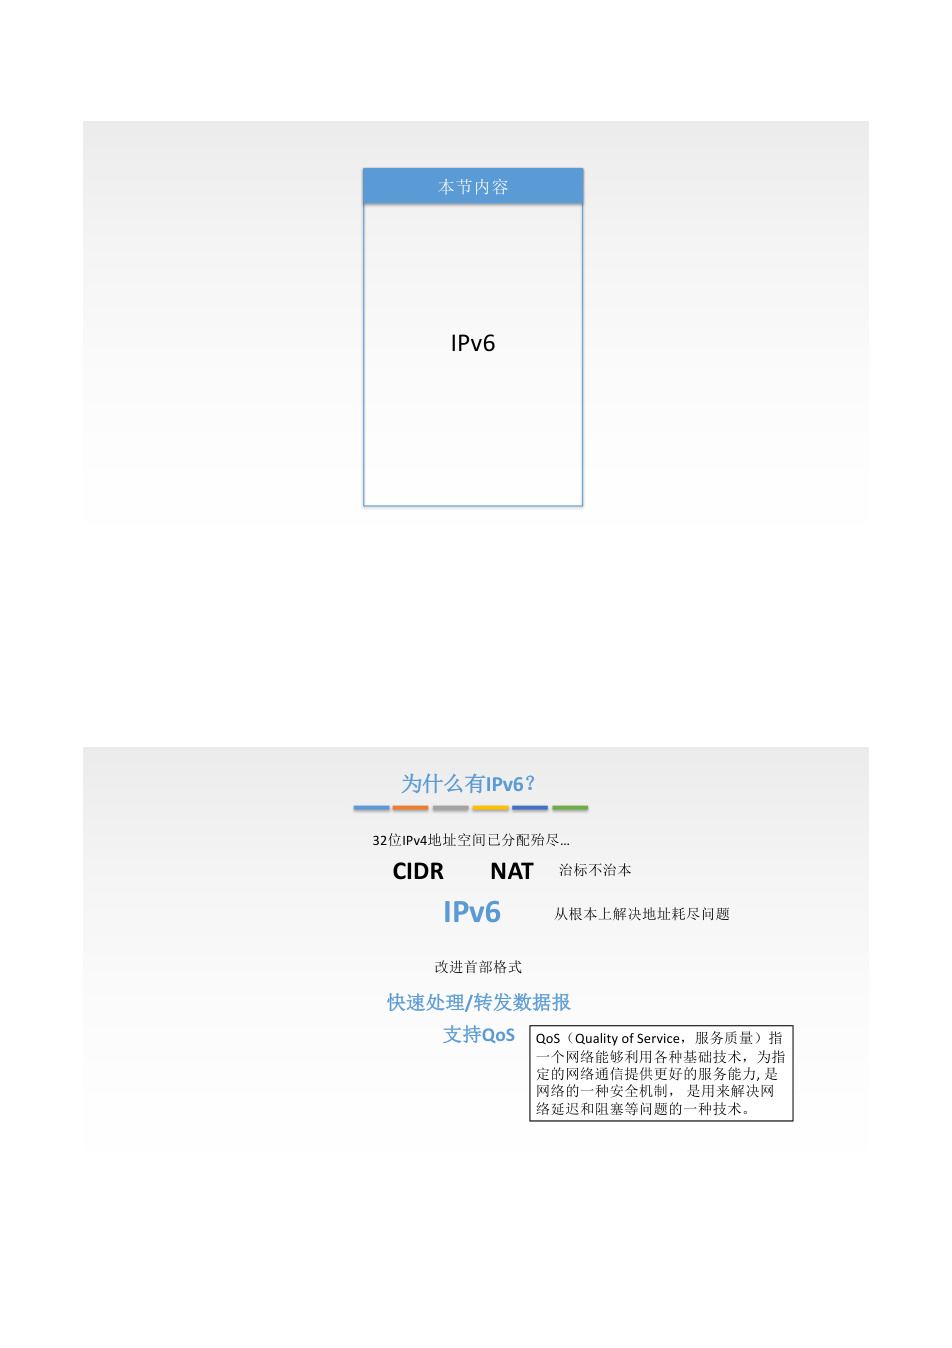 本节内容
IPv6
为什么有IPv6？
32位IPv4地址空间已分配殆尽...
CIDR NAT 治标不治本
IPv6 从根本上解决地址耗尽问题
改进首部格式
快速处理/转发数据报
支持QoS
QoS（Quality of Service，服务质量）指
一个网络能够利用各种基础技术，为指
定的网络通信提供更好的服务能力, 是
网络的一种安全机制， 是用来解决网
络延迟和阻塞等问题的一种技术。